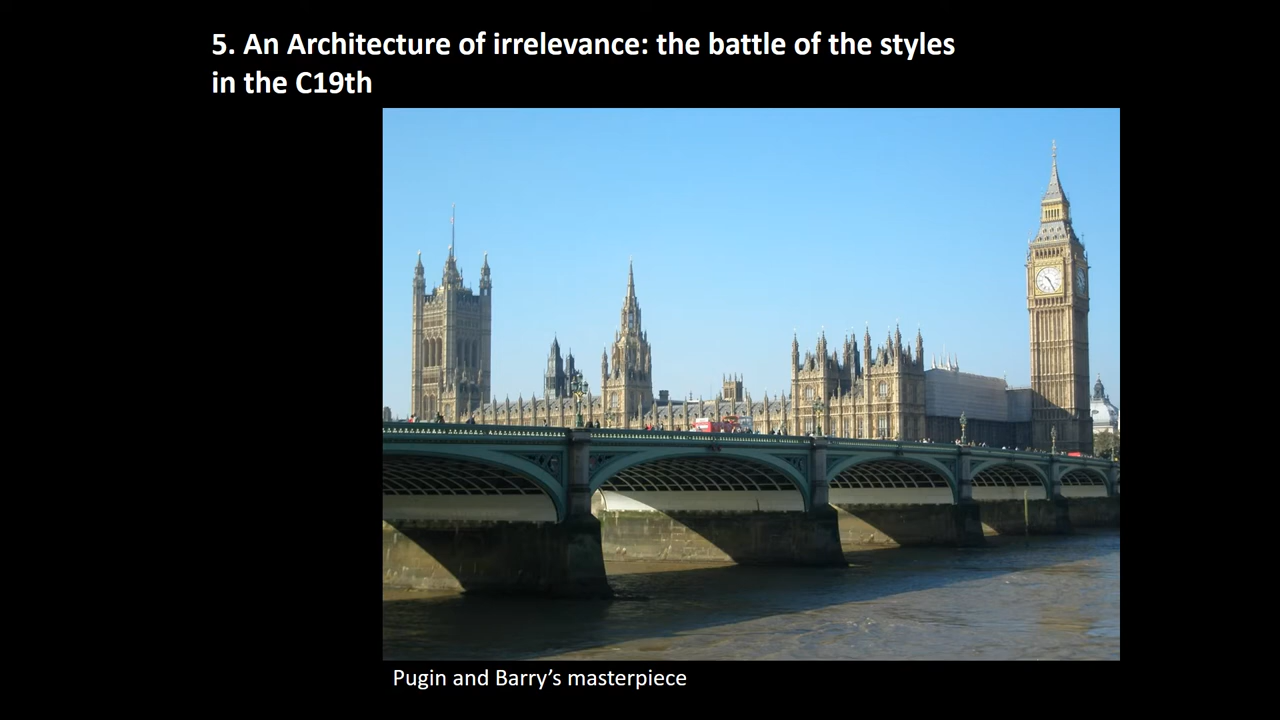 5. An Architecture of irrelevance: the battle of the styles
in the C19th
Pugin and Barry’s masterpiece